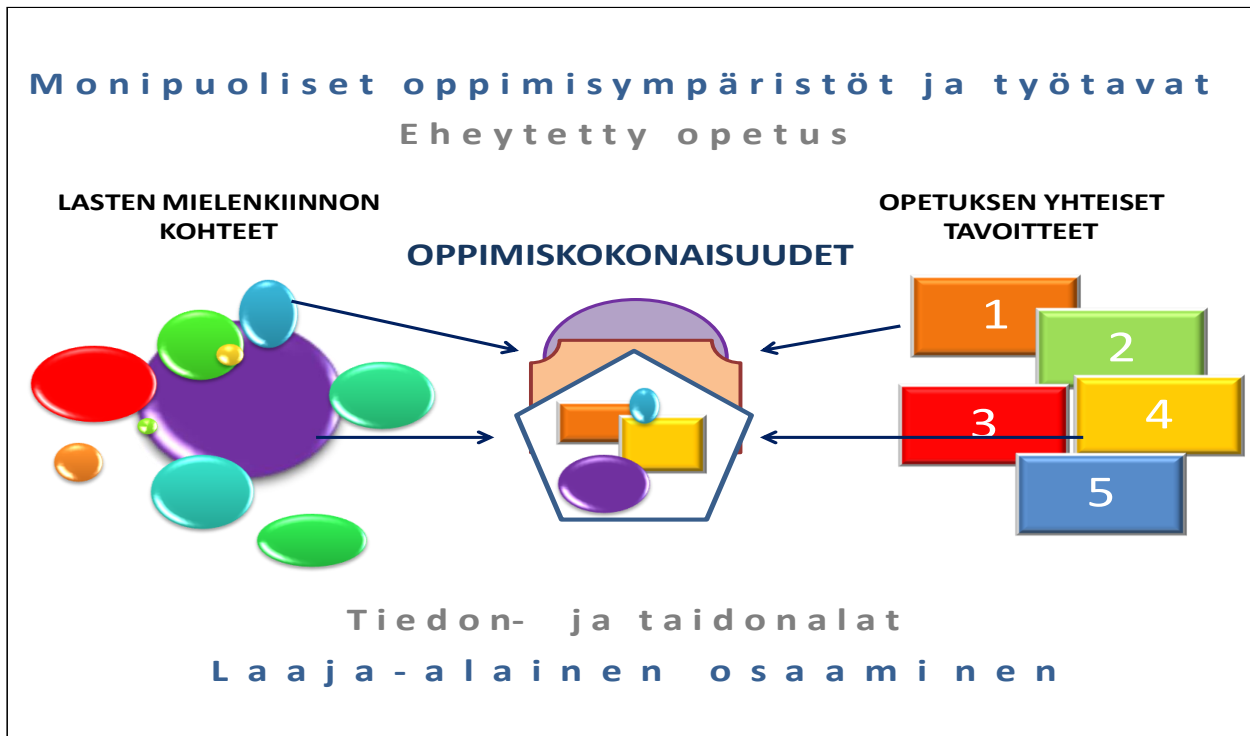 Monipuoliset oppimisympäristöt ja työtavat
Eheytetty opetus
LASTEN MIELENKIINNON
KOHTEET
OPPIMISKOKONAISUUDET
OPETUKSEN YHTEISET
TAVOITTEET
1
2
3
4
5
Tiedon- ja taidonalat
Laaja-alainen osaaminen